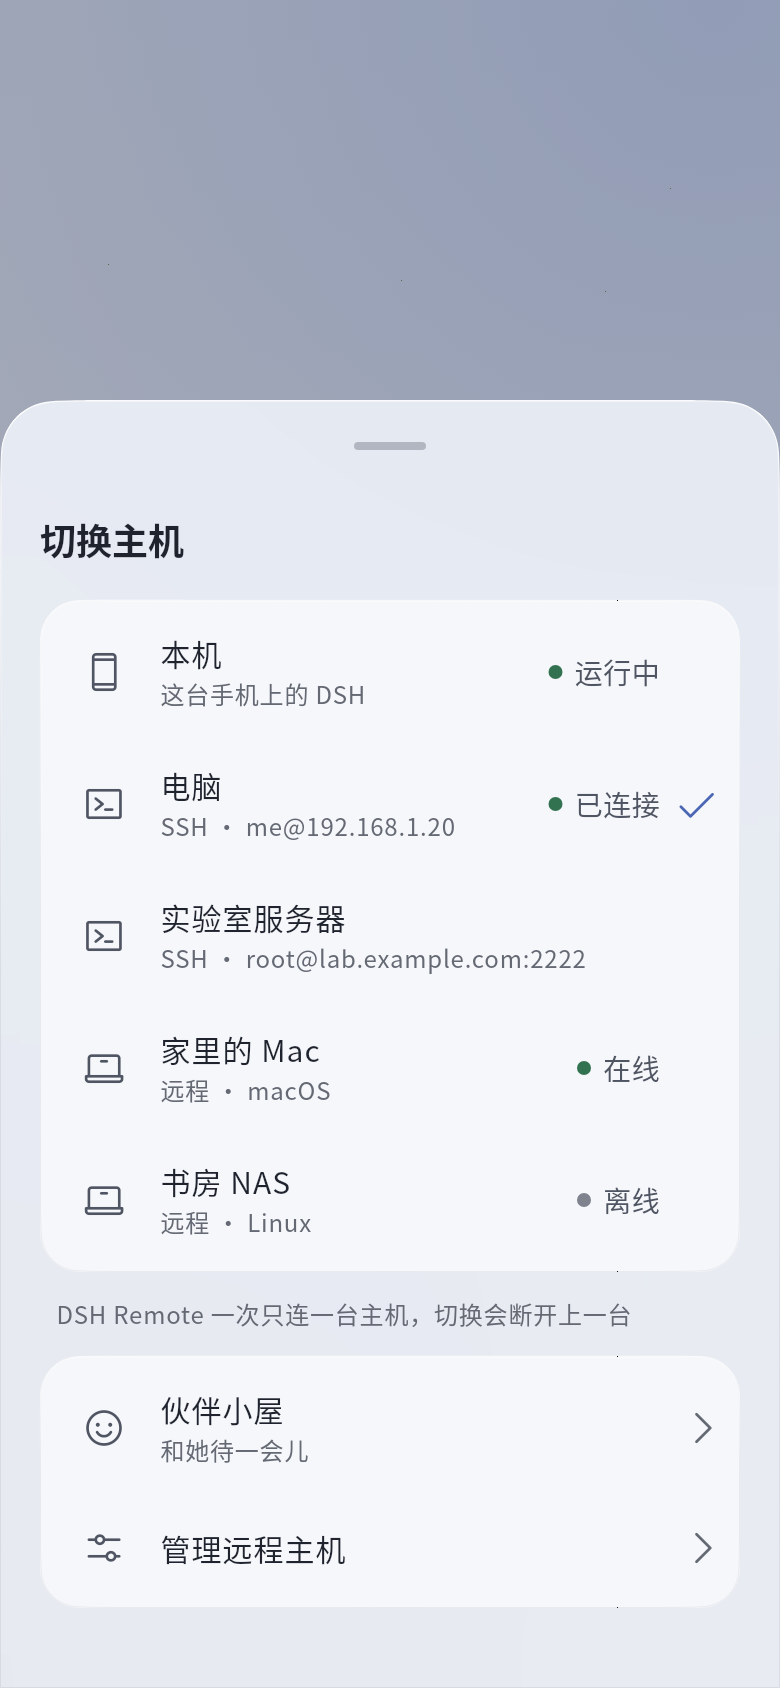 切换主机
本机
这台手机上的 DSH
运行中
电脑
SSH · me@192.168.1.20
已连接
实验室服务器
SSH · root@lab.example.com:2222
家里的 Mac
远程 · macOS
在线
书房 NAS
远程 · Linux
离线
DSH Remote 一次只连一台主机，切换会断开上一台
伙伴小屋
和她待一会儿
管理远程主机